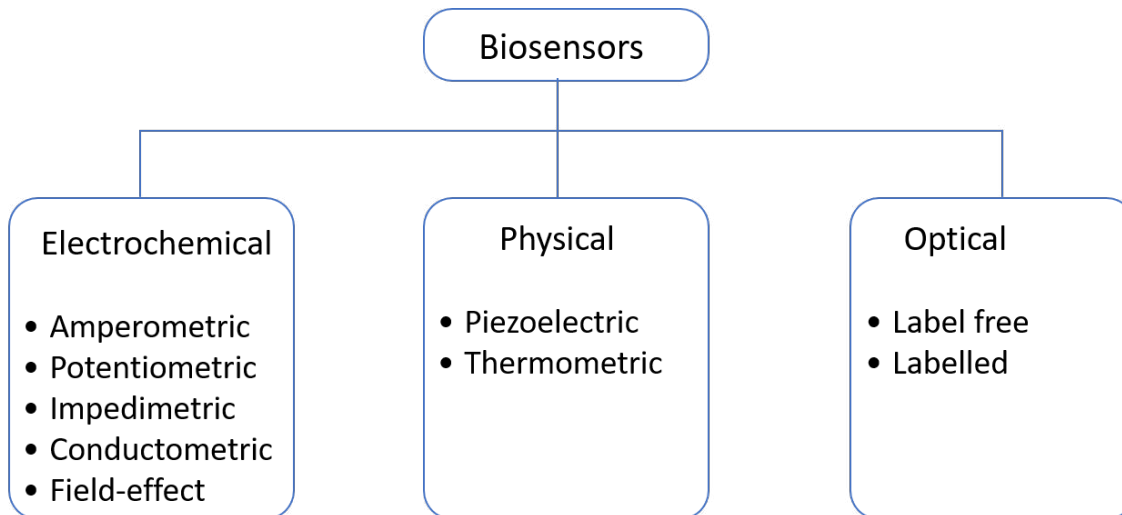 Biosensors
Electrochemical
• Amperometric
• Potentiometric
• Impedimetric
• Conductometric
• Field-effect
Physical
• Piezoelectric
• Thermometric
Optical
• Label free
• Labelled